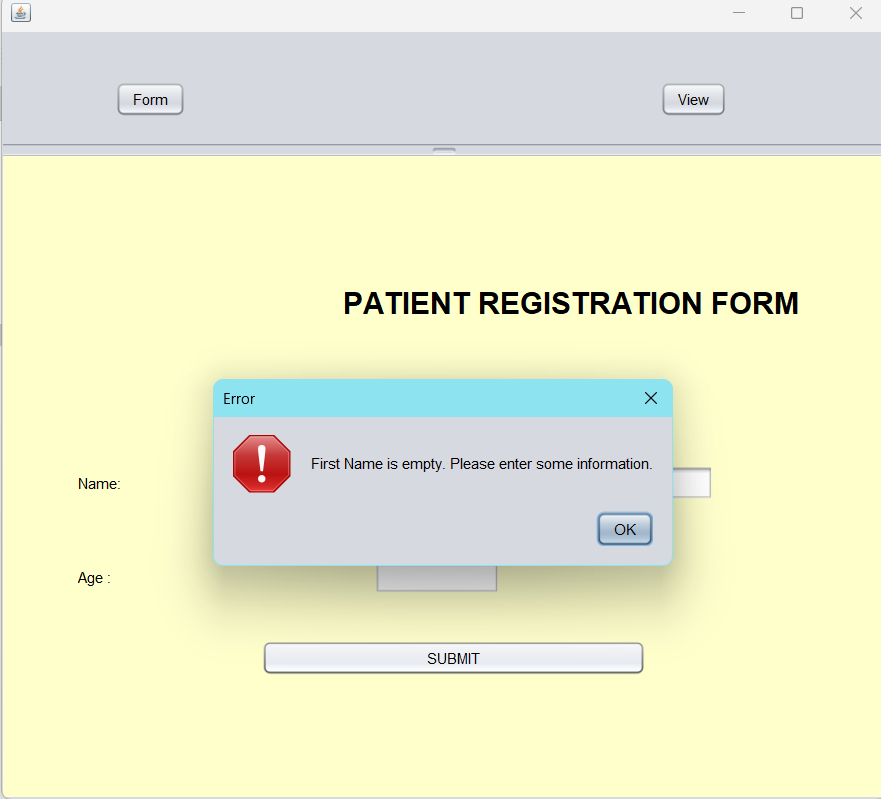 Form
View
PATIENT REGISTRATION FORM
Error
First Name is empty. Please enter some information.
OK
Name:
Age :
SUBMIT